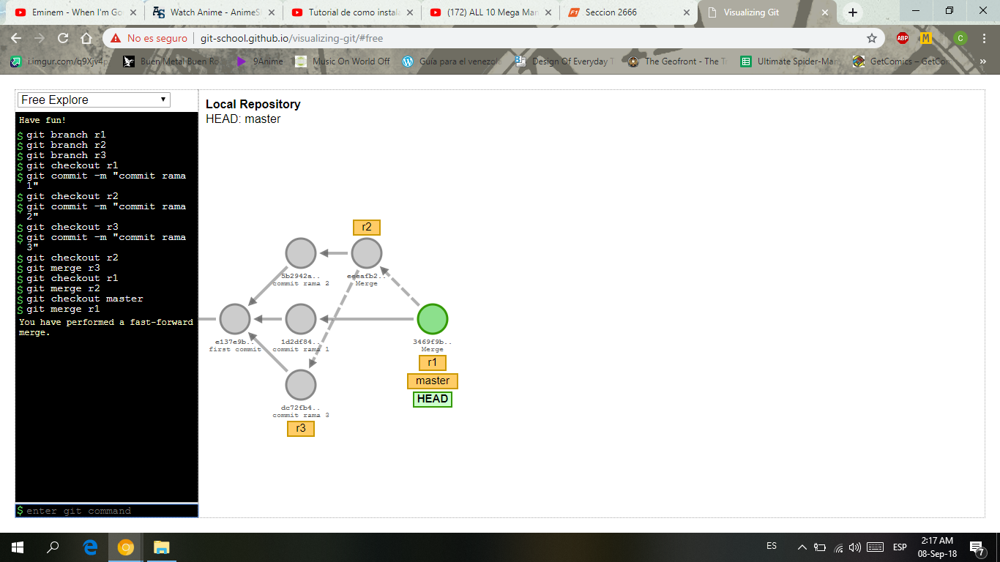 Eminem - When I'm Go
Watch Anime - AnimeS
Tutorial de como instala
(172) ALL 10 Mega Man
F1 Seccion 2666
Visualizing Git
No es seguro
git-school.github.io/visualizing-git/#free
ABP
M
C
i.imgur.com/q9Xjv4p
Buen Metal Buen Ro
9Anime
Music On World Off
Guía para el venezola
Design Of Everyday T
The Geofront - The T
Ultimate Spider-Man
GetComics – GetCo
»
Free Explore
Have fun!
$ git branch r1
$ git branch r2
$ git branch r3
$ git checkout r1
$ git commit -m "commit rama
1"
$ git checkout r2
$ git commit -m "commit rama
2"
$ git checkout r3
$ git commit -m "commit rama
3"
$ git checkout r2
$ git merge r3
$ git checkout r1
$ git merge r2
$ git checkout master
$ git merge r1
You have performed a fast-forward
merge.
$ enter git command
Local Repository
HEAD: master
r2
5b2942a..
commit rama 2
Merge
e137e9b..
first commit
1d2df84..
commit rama 1
3469f9b..
Merge
r1
master
HEAD
dc72fb4..
commit rama 3
r3
ES
ESP
2:17 AM
08-Sep-18
7